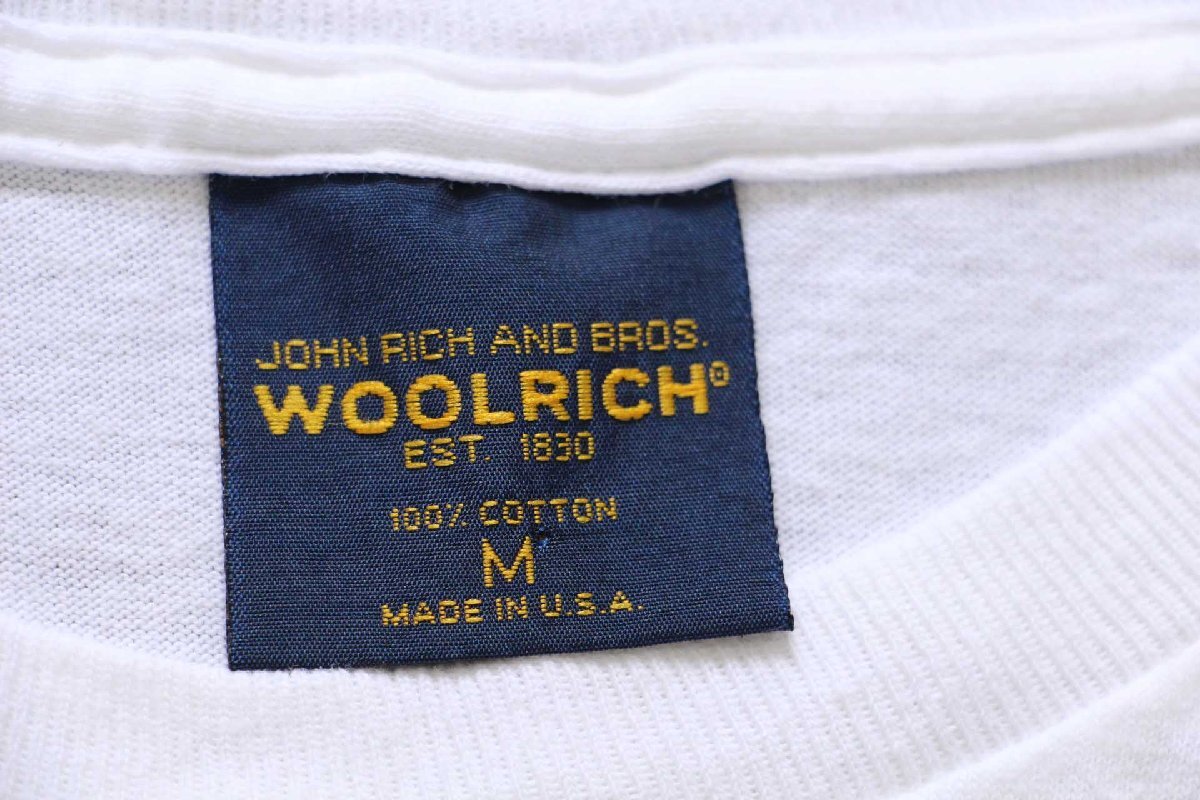 JOHN RICH AND BROS.
WOOLRICH®
EST. 1830
100% COTTON
M
MADE IN U.S.A.